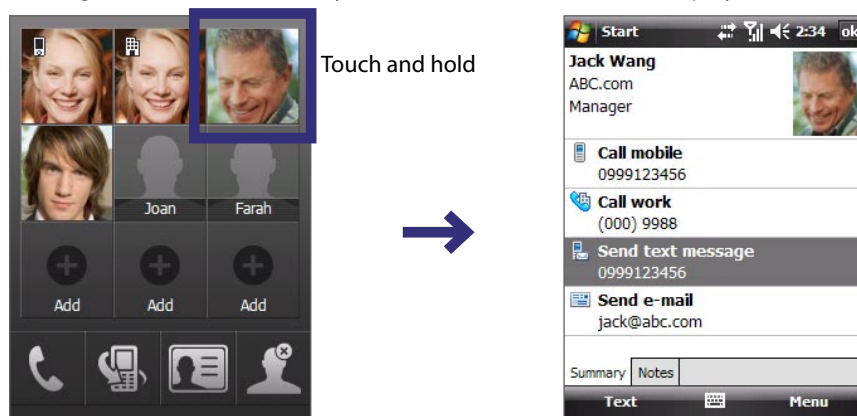 Touch and hold
Joan
Farah
Add
Add
Add
Start
2:34
ok
Jack Wang
ABC.com
Manager
Call mobile
0999123456
Call work
(000) 9988
Send text message
0999123456
Send e-mail
jack@abc.com
Summary
Notes
Text
Menu